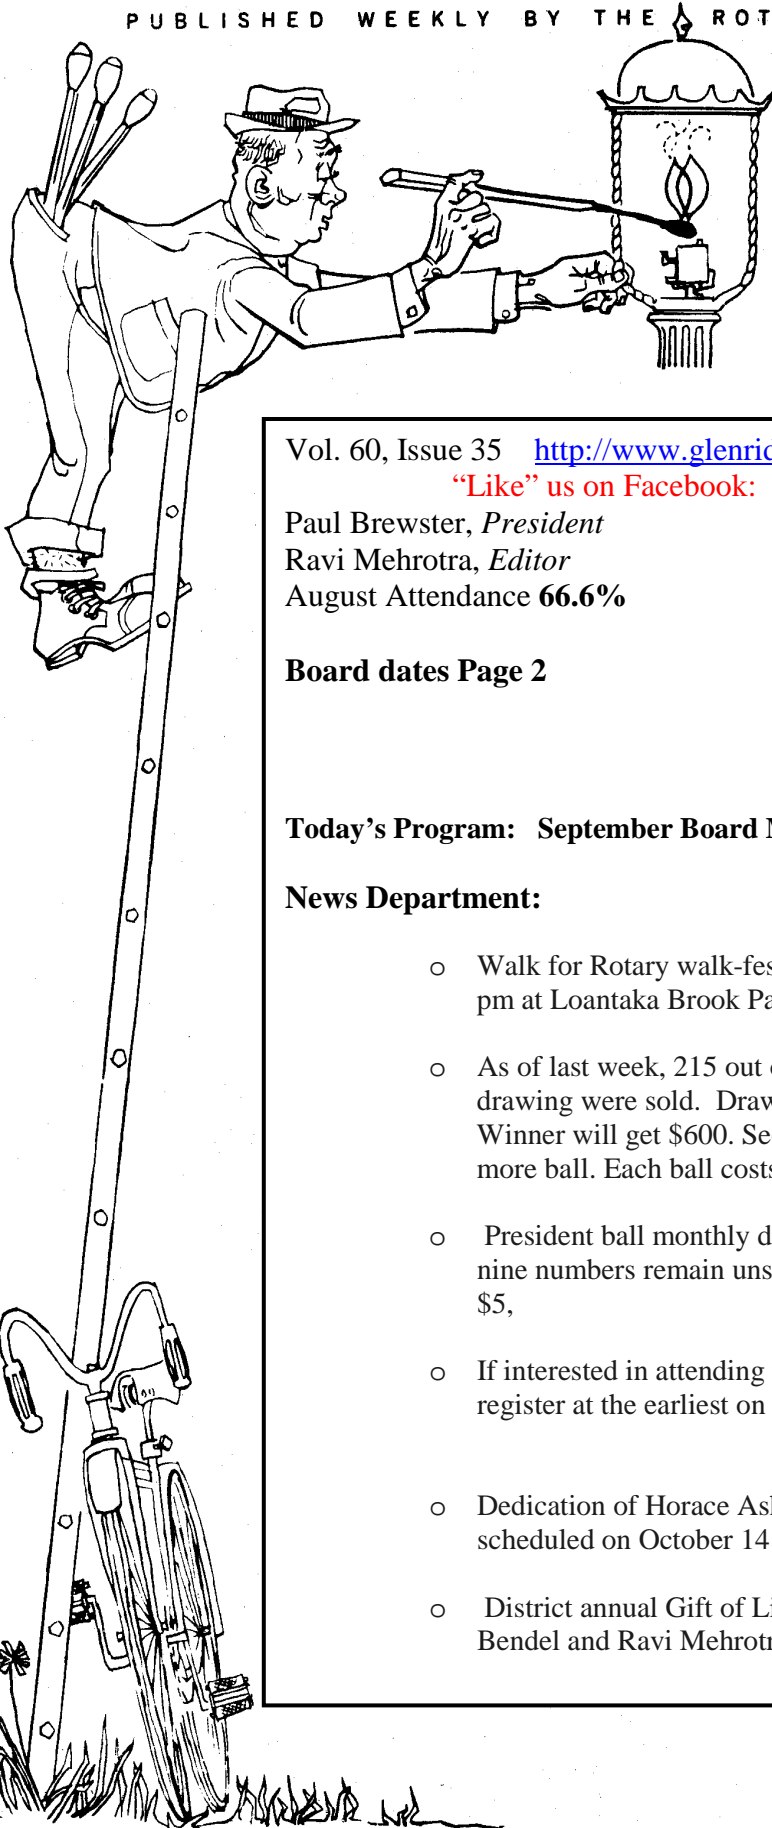 PUBLISHED WEEKLY BY THE ROT
Vol. 60, Issue 35 http://www.glenrid
“Like” us on Facebook:
Paul Brewster, President
Ravi Mehrotra, Editor
August Attendance 66.6%
Board dates Page 2
Today’s Program: September Board M
News Department:
o Walk for Rotary walk-fes
pm at Loantaka Brook Pa
o As of last week, 215 out o
drawing were sold. Draw
Winner will get $600. Se
more ball. Each ball costs
o President ball monthly d
nine numbers remain uns
$5,
o If interested in attending
register at the earliest on
o Dedication of Horace Ash
scheduled on October 14
o District annual Gift of Li
Bendel and Ravi Mehrotr